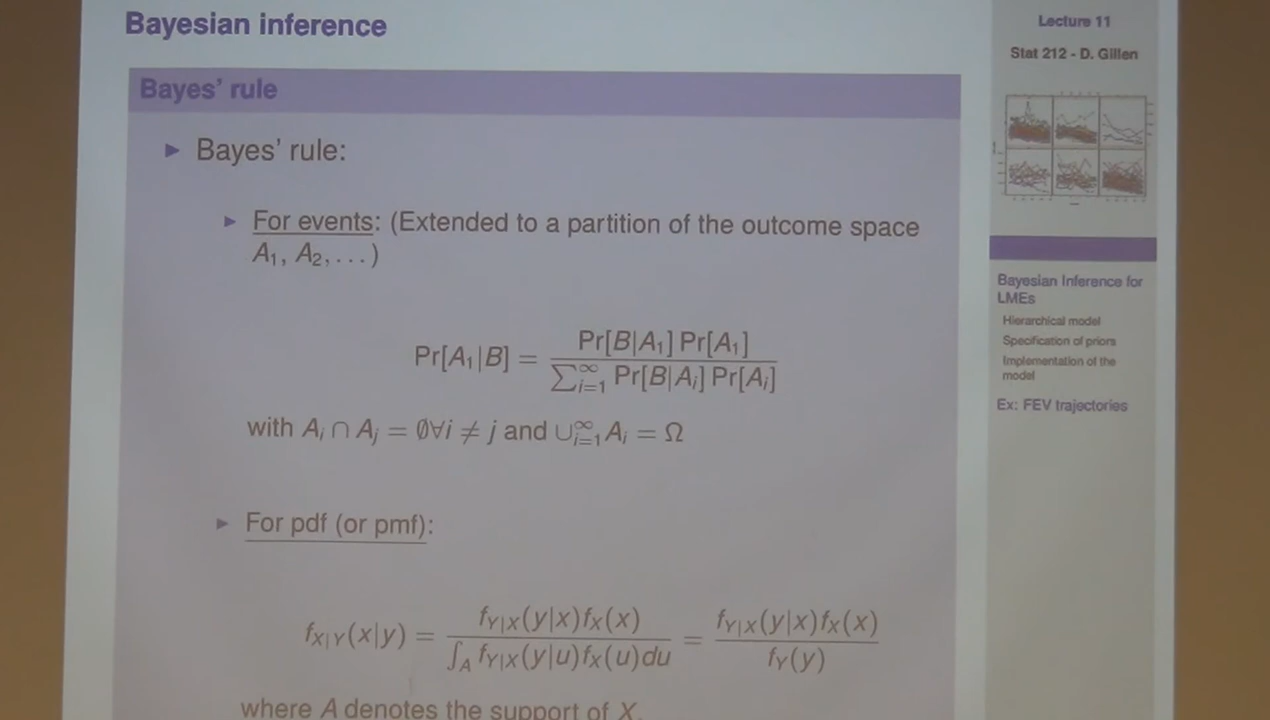 Bayesian inference
Bayes' rule
► Bayes' rule:
► For events: (Extended to a partition of the outcome space
A₁, A₂, . . . )
Pr[A₁|B] = Pr[B|A₁] Pr[A₁] / ∑_{i=1}^{∞} Pr[B|Aᵢ] Pr[Aᵢ]
with Aᵢ ∩ Aⱼ = ∅∀i ≠ j and ∪_{i=1}^{∞} Aᵢ = Ω
► For pdf (or pmf):
f_{X|Y}(x|y) = f_{Y|X}(y|x)f_X(x) / ∫_A f_{Y|X}(y|u)f_X(u)du = f_{Y|X}(y|x)f_X(x) / f_Y(y)
where A denotes the support of X.
Lecture 11
Stat 212 - D. Gillen
Bayesian Inference for
LMEs
Hierarchical model
Specification of priors
Implementation of the
model
Ex: FEV trajectories